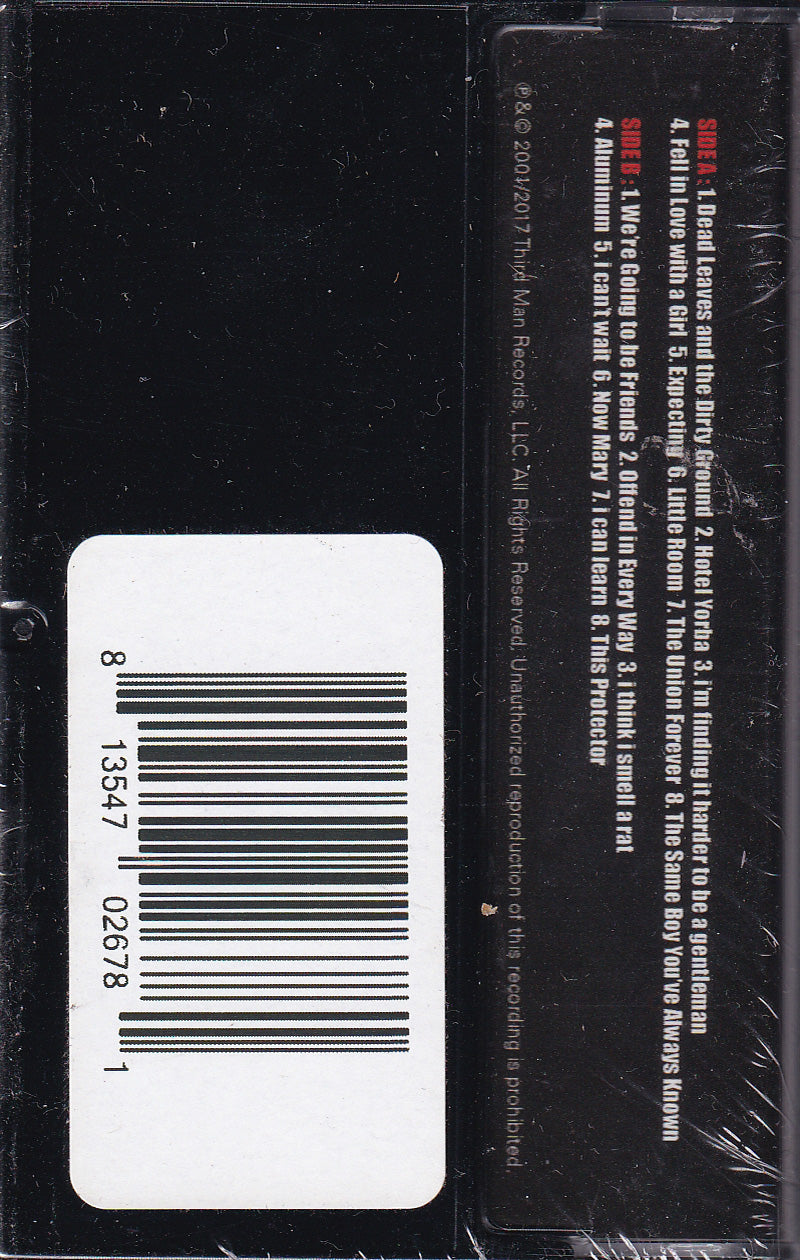 SIDE A : 1. Dead Leaves and the Dirty Ground 2. Hotel Yorba 3. i'm finding it harder to be a gentleman
4. Fell in Love with a Girl 5. Expecting 6. Little Room 7. The Union Forever 8. The Same Boy You've Always Known
SIDE B : 1. We're Going to be Friends 2. Offend in Every Way 3. i think i smell a rat
4. Aluminum 5. i can't wait 6. Now Mary 7. i can learn 8. This Protector
℗ & © 2001/2017 Third Man Records, LLC. All Rights Reserved. Unauthorized reproduction of this recording is prohibited.
8 13547 02678 1